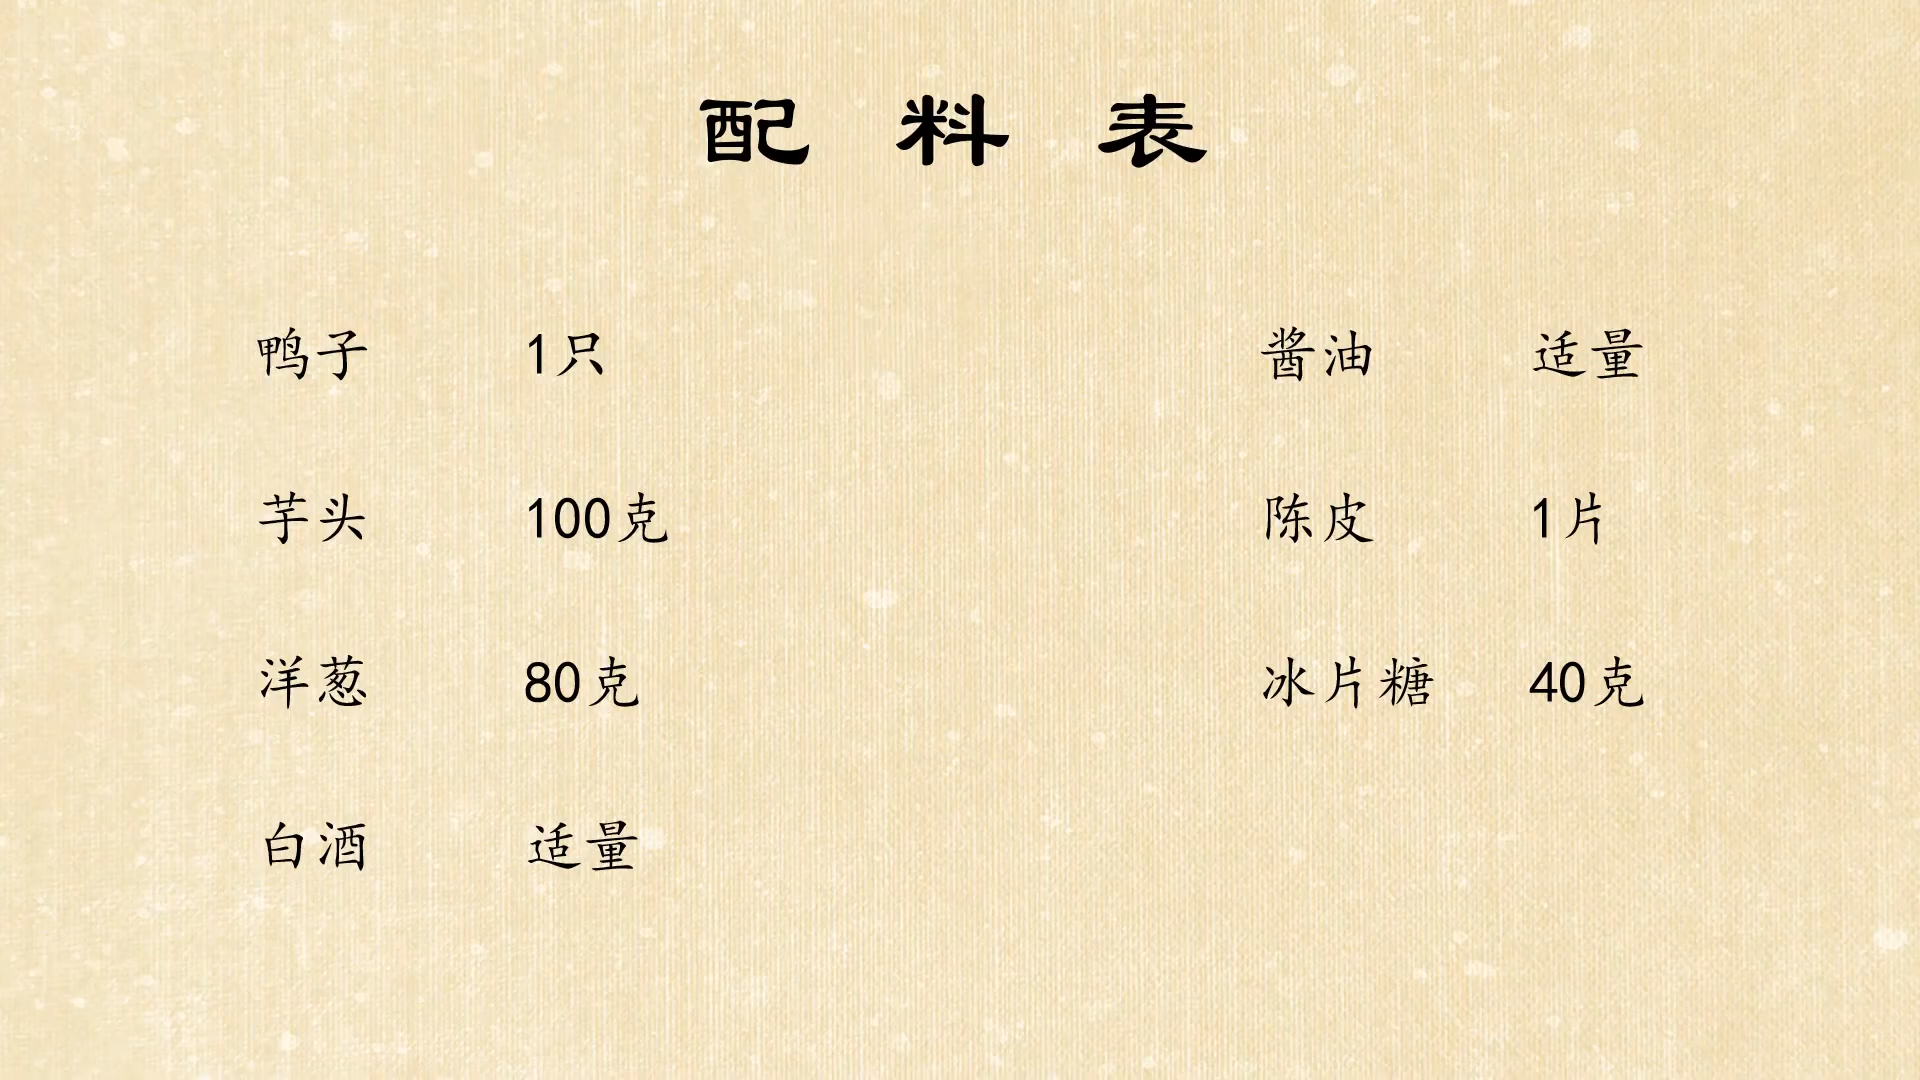 配料表
鸭子 1只 酱油 适量
芋头 100克 陈皮 1片
洋葱 80克 冰片糖 40克
白酒 适量